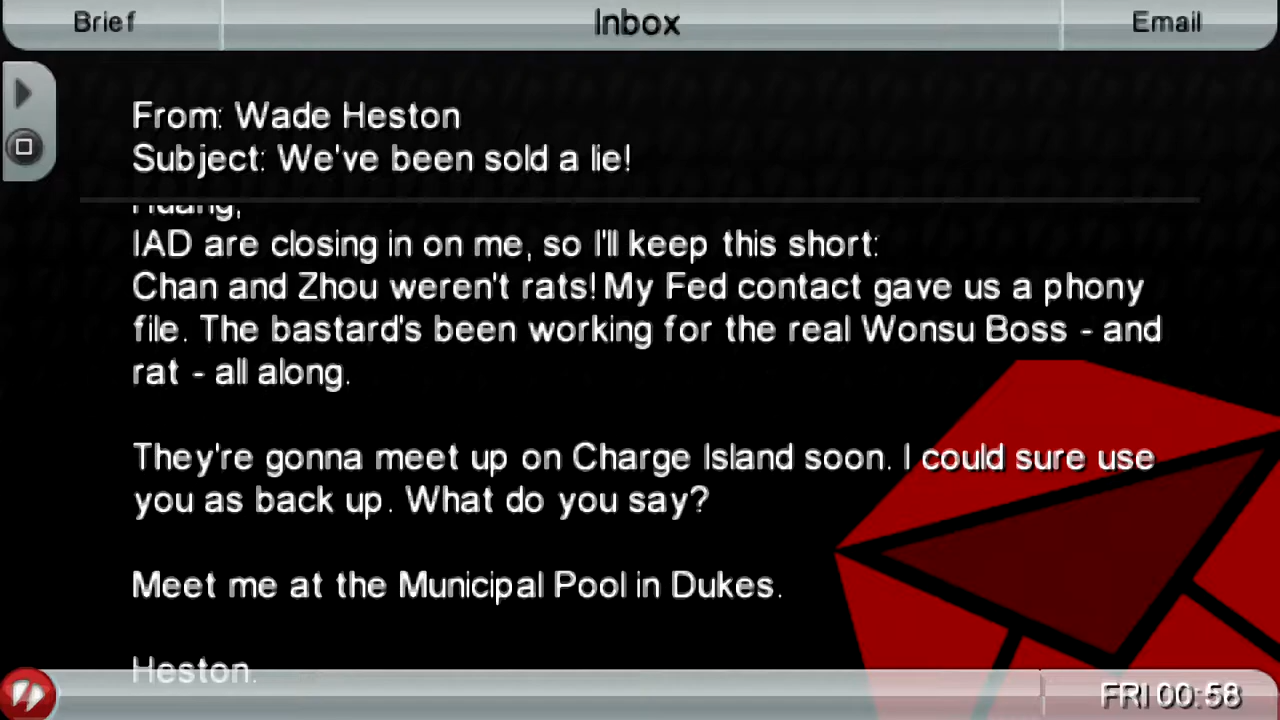 Brief
Inbox
Email
From: Wade Heston
Subject: We've been sold a lie!
Huang,
IAD are closing in on me, so I'll keep this short:
Chan and Zhou weren't rats! My Fed contact gave us a phony
file. The bastard's been working for the real Wonsu Boss - and
rat - all along.
They're gonna meet up on Charge Island soon. I could sure use
you as back up. What do you say?
Meet me at the Municipal Pool in Dukes.
Heston.
FRI 00:58